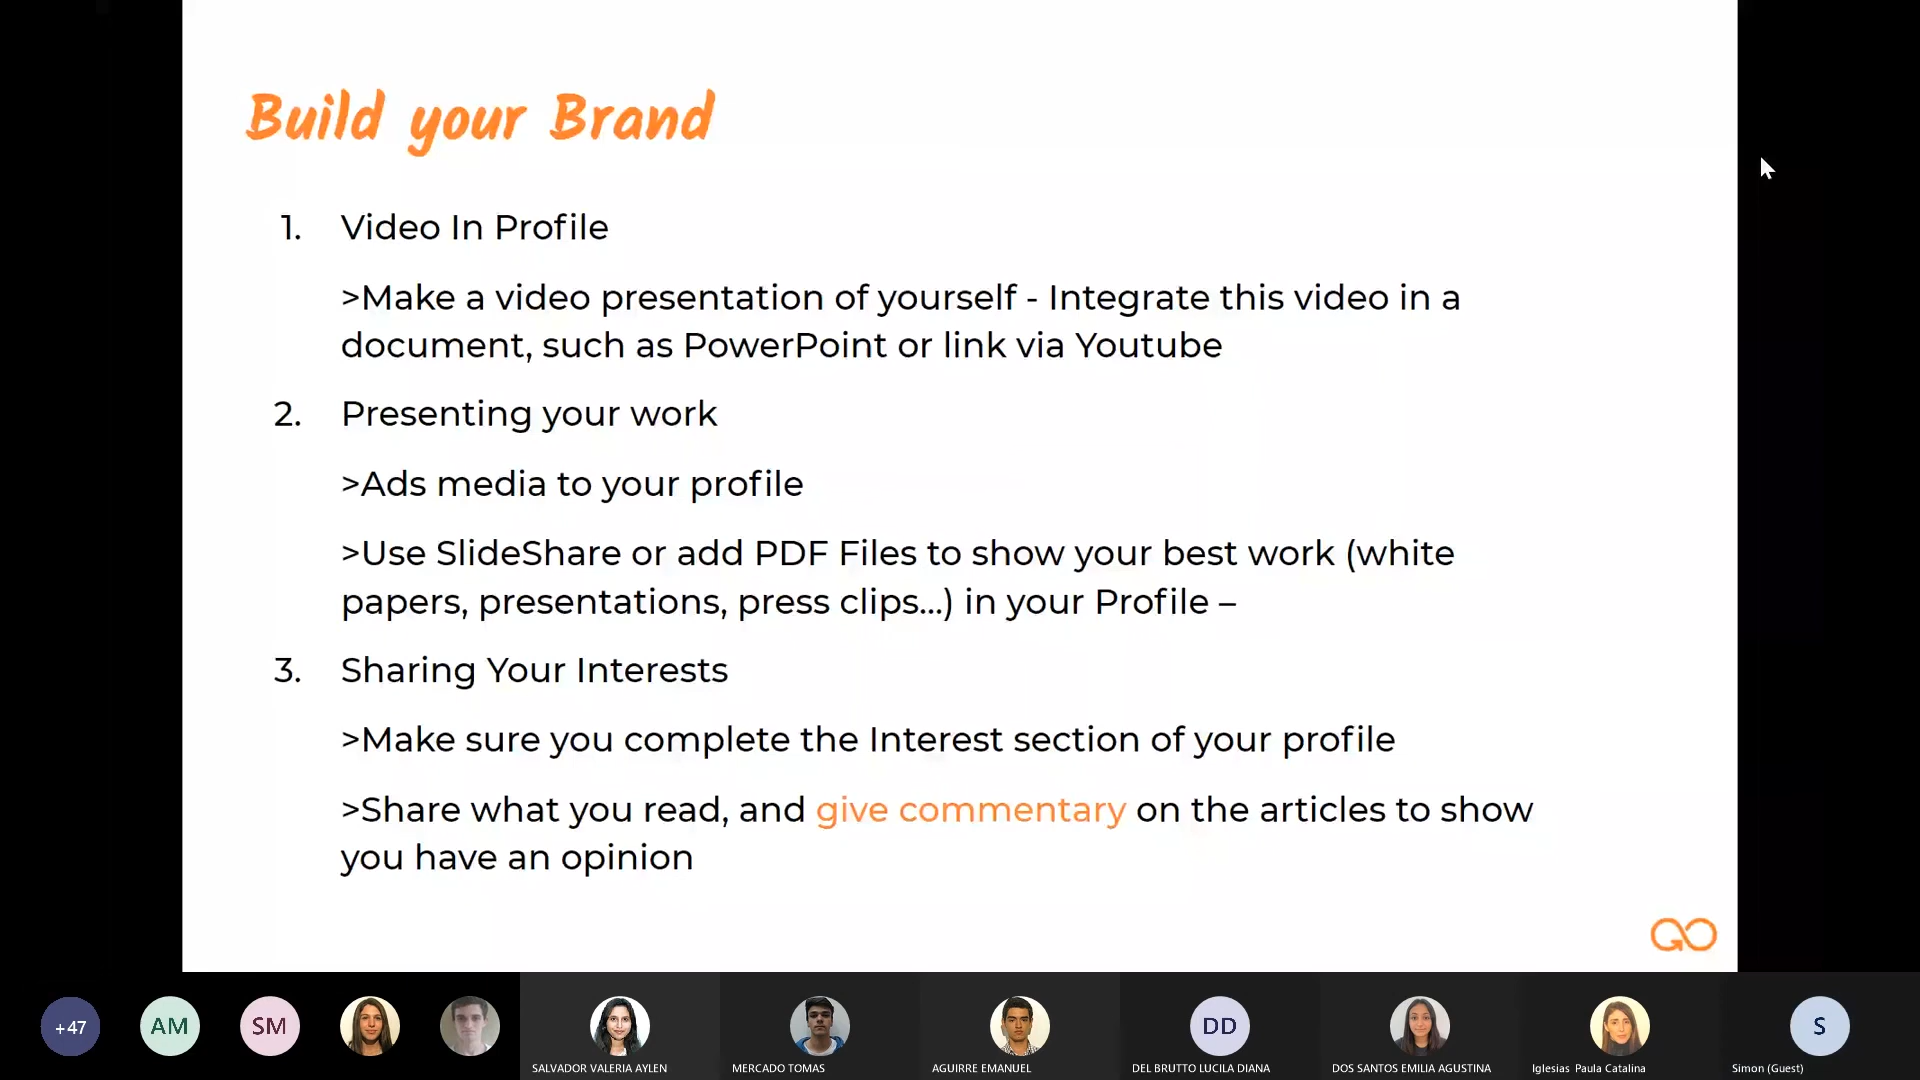 Build your Brand
1. Video In Profile
>Make a video presentation of yourself - Integrate this video in a
document, such as PowerPoint or link via Youtube
2. Presenting your work
>Ads media to your profile
>Use SlideShare or add PDF Files to show your best work (white
papers, presentations, press clips...) in your Profile –
3. Sharing Your Interests
>Make sure you complete the Interest section of your profile
>Share what you read, and give commentary on the articles to show
you have an opinion
+47 AM SM DD S
SALVADOR VALERIA AYLEN MERCADO TOMAS AGUIRRE EMANUEL DEL BRUTTO LUCILA DIANA DOS SANTOS EMILIA AGUSTINA Iglesias Paula Catalina Simon (Guest)